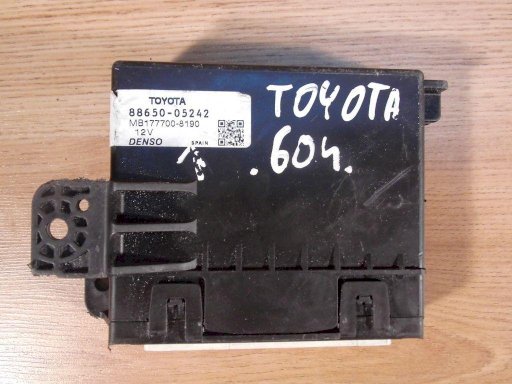 TOYOTA
88650-05242
MB177700-8190
12V
DENSO SPAIN
TOYOTA
.604.